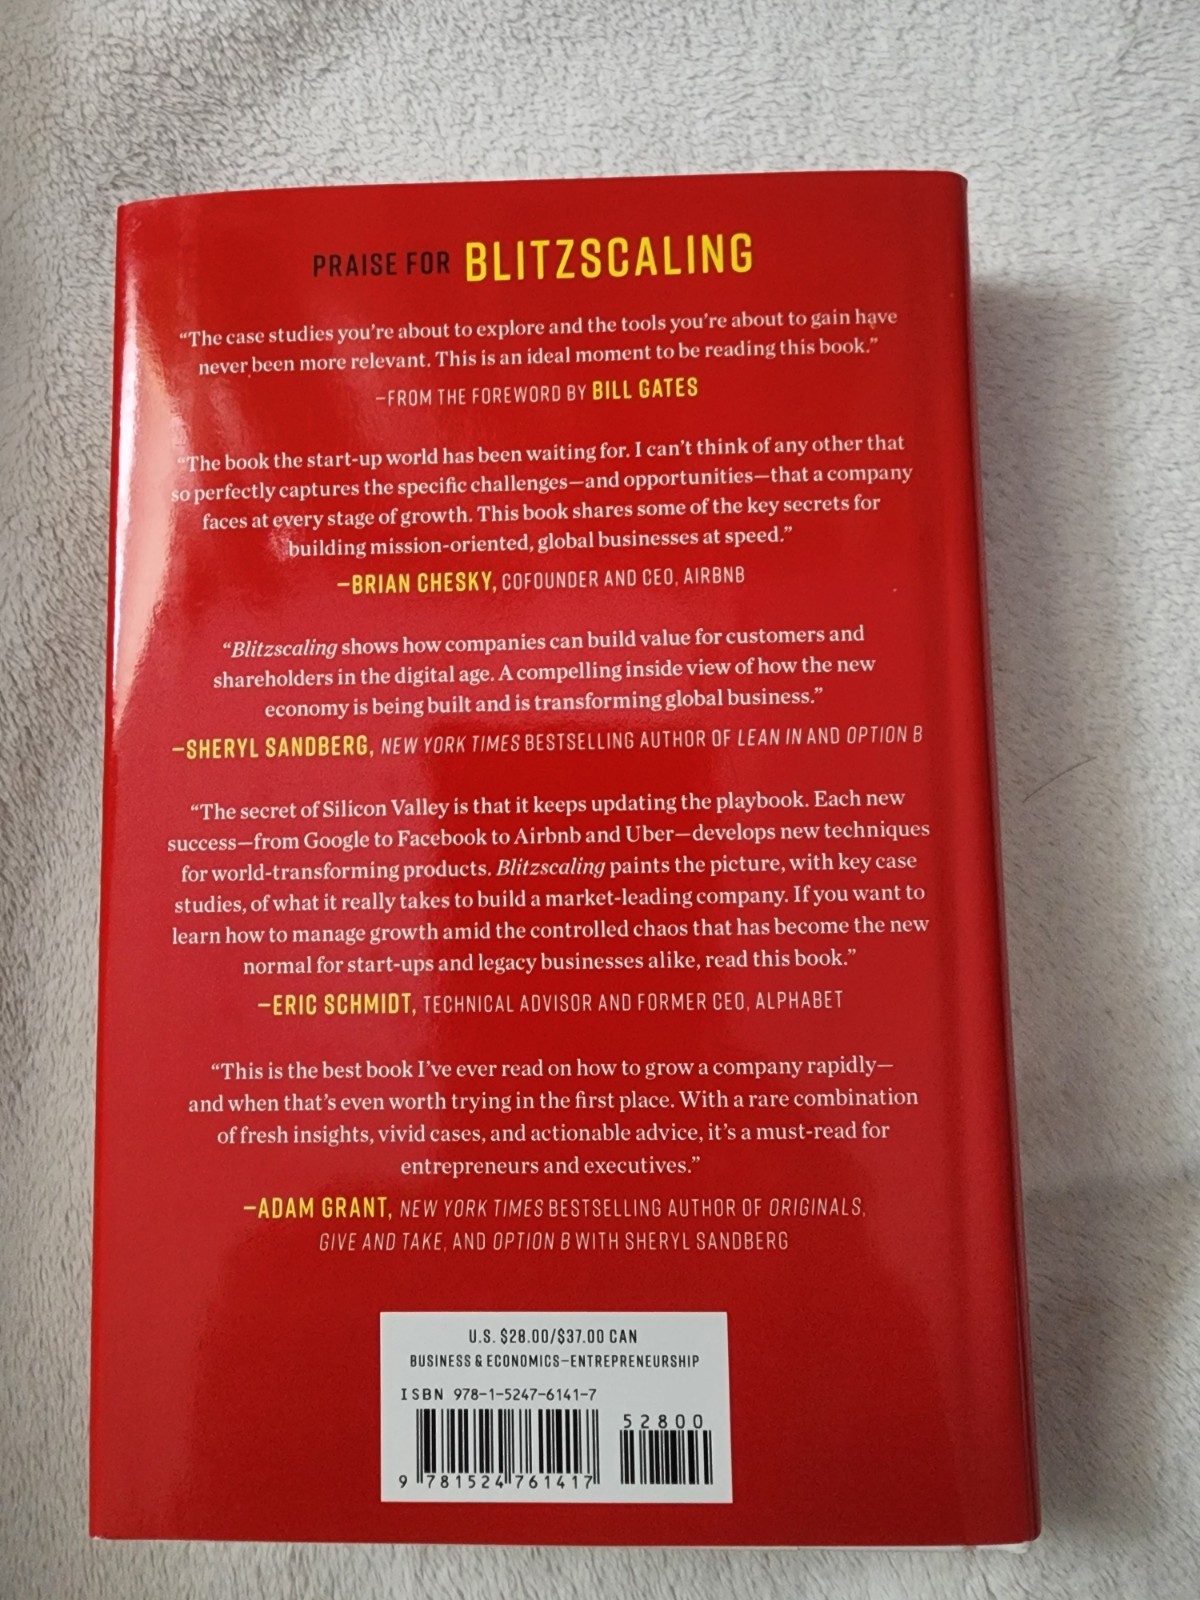 PRAISE FOR BLITZSCALING
“The case studies you’re about to explore and the tools you’re about to gain have
never been more relevant. This is an ideal moment to be reading this book.”
—FROM THE FOREWORD BY BILL GATES
“The book the start-up world has been waiting for. I can’t think of any other that
so perfectly captures the specific challenges—and opportunities—that a company
faces at every stage of growth. This book shares some of the key secrets for
building mission-oriented, global businesses at speed.”
—BRIAN CHESKY, COFOUNDER AND CEO, AIRBNB
“Blitzscaling shows how companies can build value for customers and
shareholders in the digital age. A compelling inside view of how the new
economy is being built and is transforming global business.”
—SHERYL SANDBERG, NEW YORK TIMES BESTSELLING AUTHOR OF LEAN IN AND OPTION B
“The secret of Silicon Valley is that it keeps updating the playbook. Each new
success—from Google to Facebook to Airbnb and Uber—develops new techniques
for world-transforming products. Blitzscaling paints the picture, with key case
studies, of what it really takes to build a market-leading company. If you want to
learn how to manage growth amid the controlled chaos that has become the new
normal for start-ups and legacy businesses alike, read this book.”
—ERIC SCHMIDT, TECHNICAL ADVISOR AND FORMER CEO, ALPHABET
“This is the best book I’ve ever read on how to grow a company rapidly—
and when that’s even worth trying in the first place. With a rare combination
of fresh insights, vivid cases, and actionable advice, it’s a must-read for
entrepreneurs and executives.”
—ADAM GRANT, NEW YORK TIMES BESTSELLING AUTHOR OF ORIGINALS,
GIVE AND TAKE, AND OPTION B WITH SHERYL SANDBERG
U.S. $28.00/$37.00 CAN
BUSINESS & ECONOMICS—ENTREPRENEURSHIP
ISBN 978-1-5247-6141-7
52800
9 781524 761417